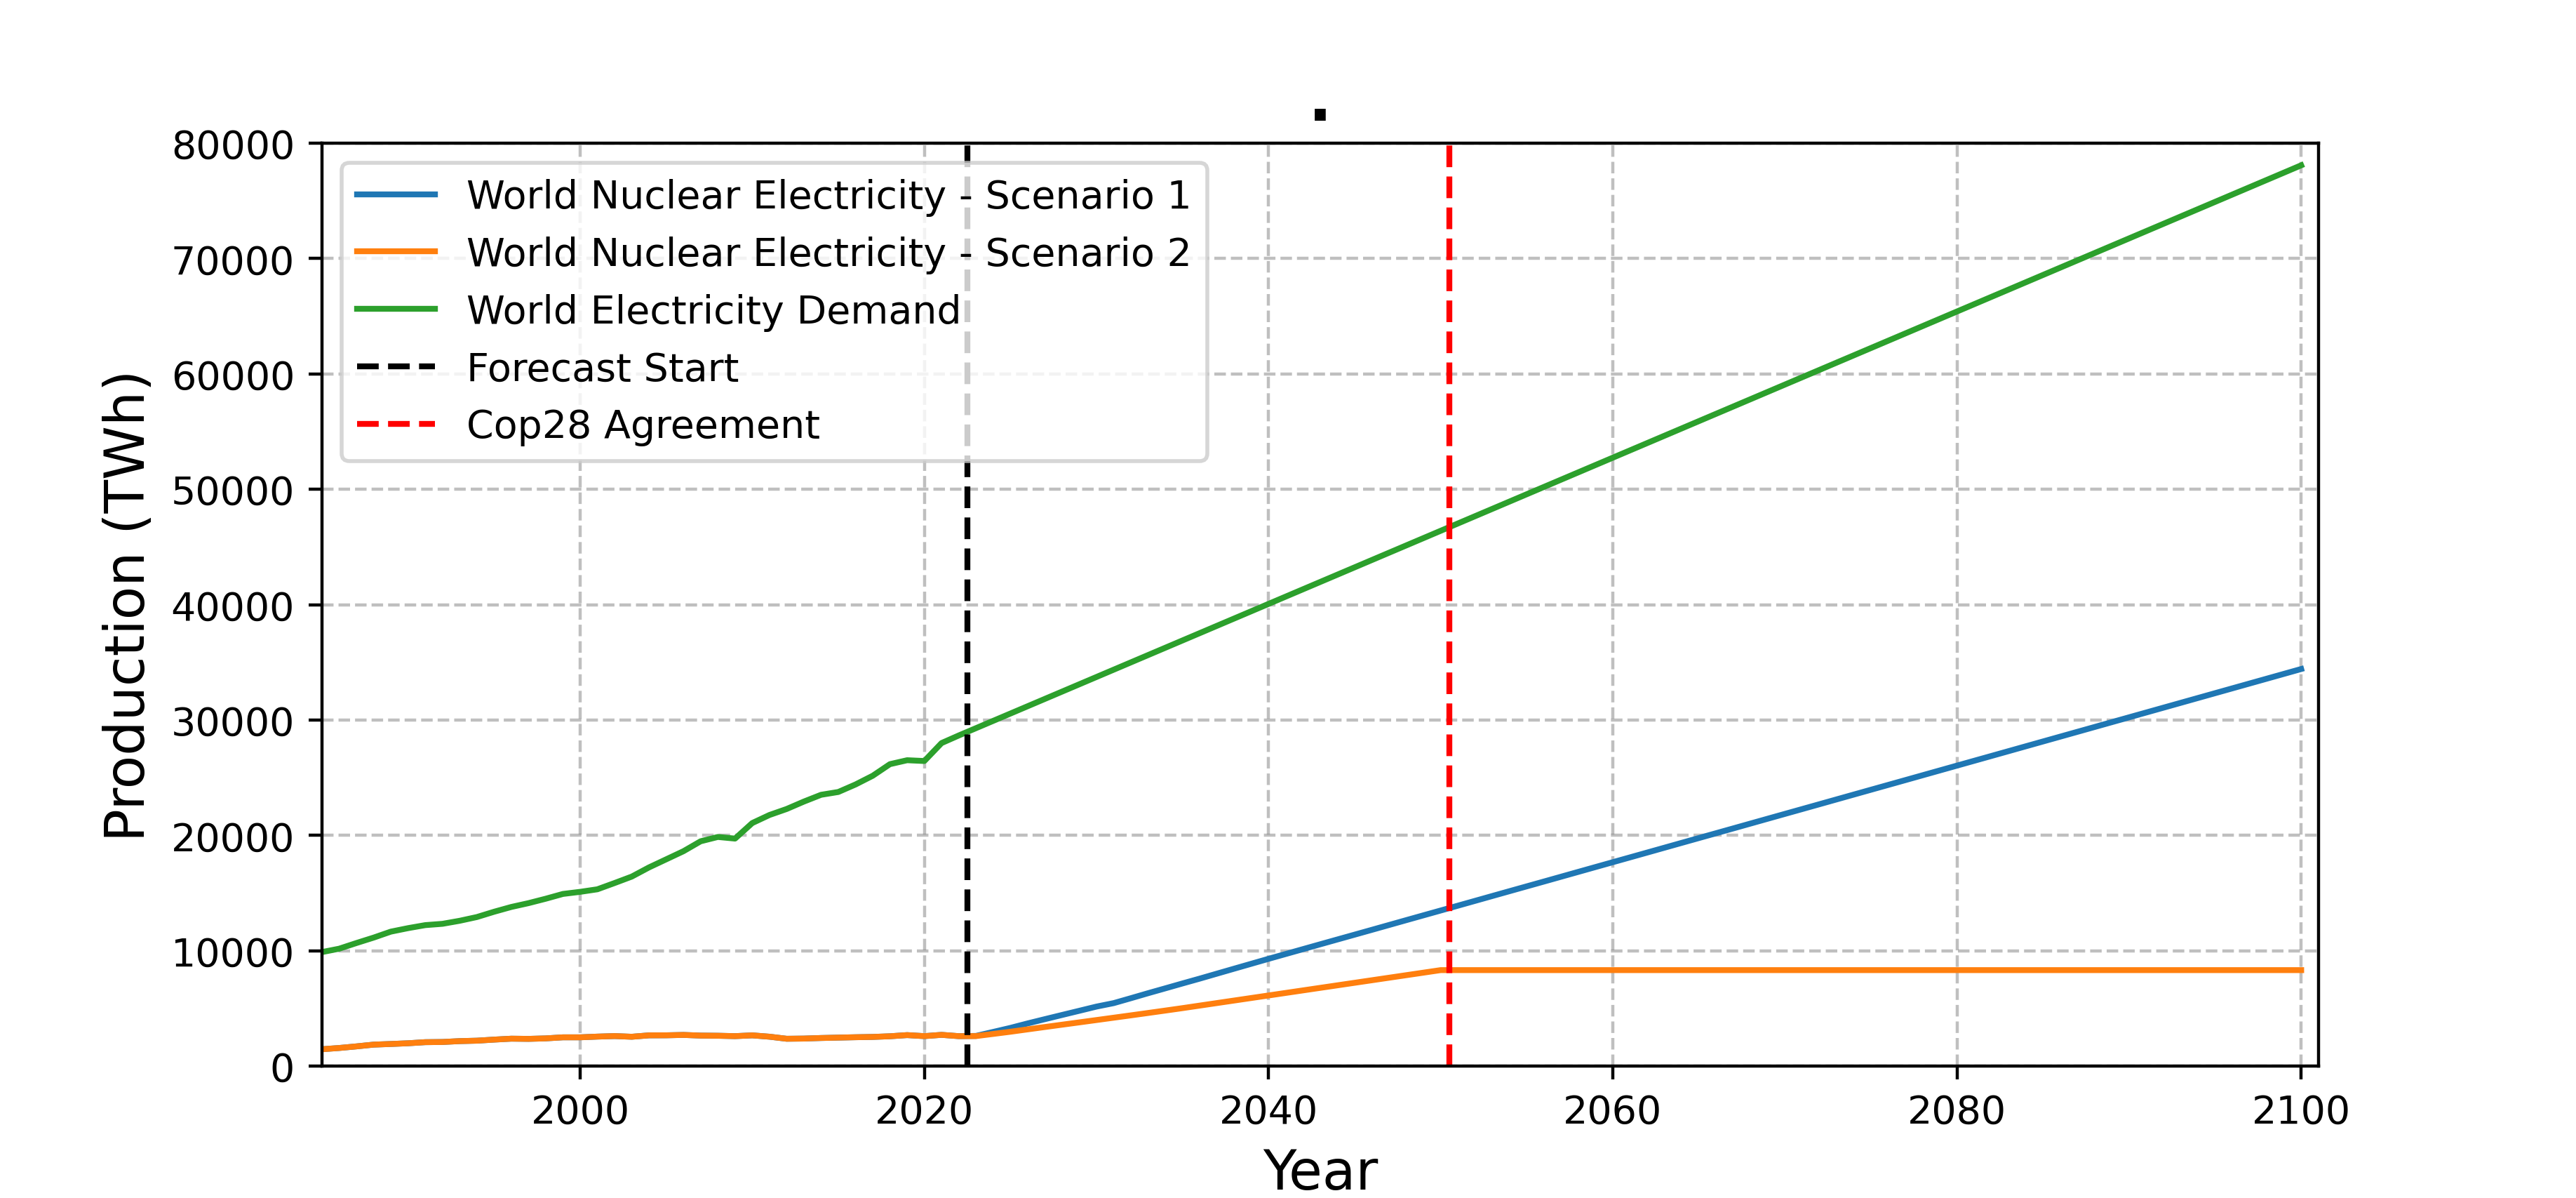 .
80000
70000
60000
50000
40000
30000
20000
10000
0
Production (TWh)
World Nuclear Electricity - Scenario 1
World Nuclear Electricity - Scenario 2
World Electricity Demand
Forecast Start
Cop28 Agreement
2000 2020 2040 2060 2080 2100
Year